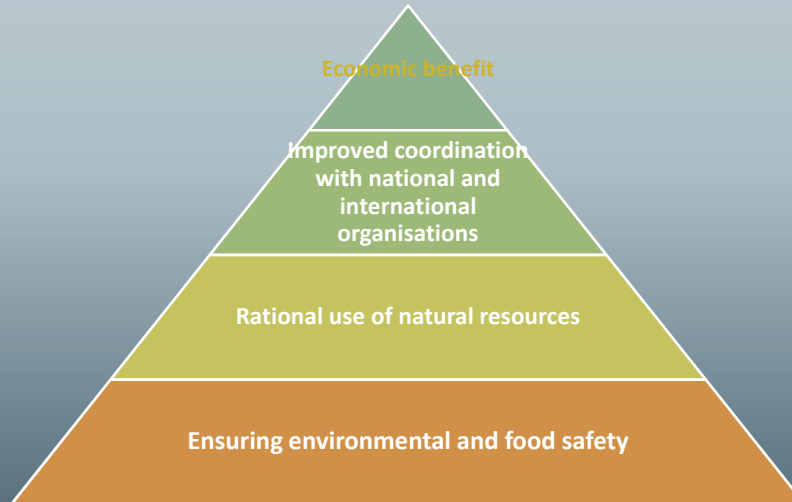 Economic benefit
Improved coordination
with national and
international
organisations
Rational use of natural resources
Ensuring environmental and food safety